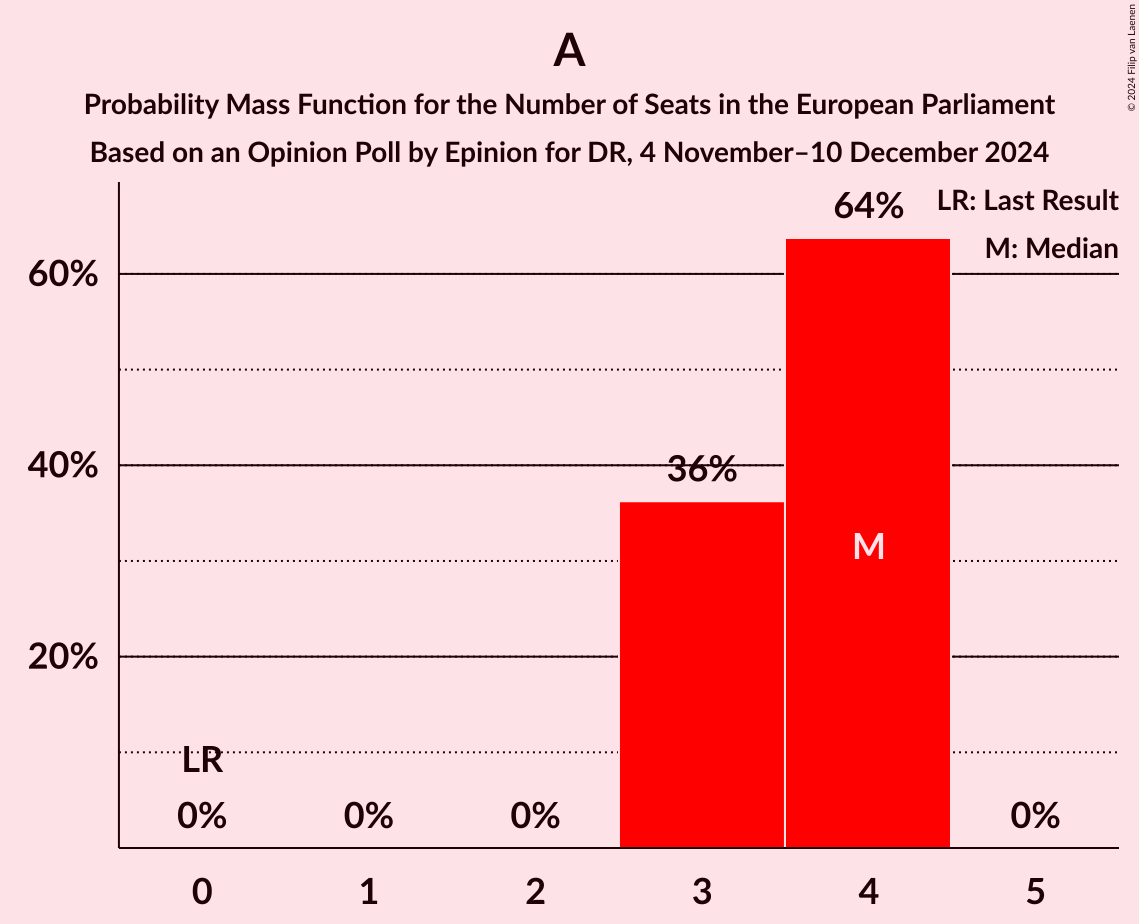 A
Probability Mass Function for the Number of Seats in the European Parliament
Based on an Opinion Poll by Epinion for DR, 4 November–10 December 2024
© 2024 Filip van Laenen
LR: Last Result
M: Median
64%
60%
40%
36%
M
20%
LR
0%
0%
0%
0%
0
1
2
3
4
5